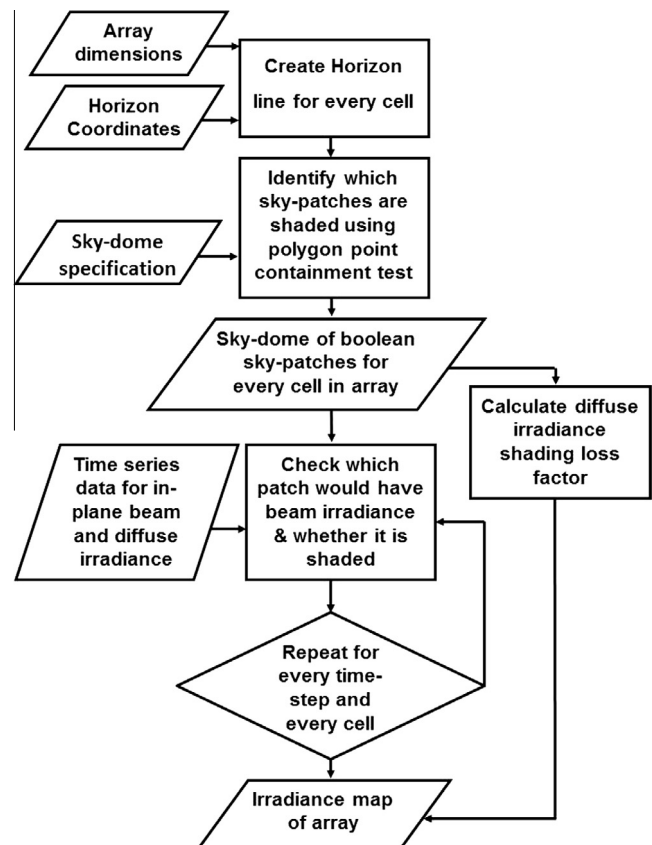 Array
dimensions
Create Horizon
line for every cell
Horizon
Coordinates
Identify which
sky-patches are
shaded using
polygon point
containment test
Sky-dome
specification
Sky-dome of boolean
sky-patches for
every cell in array
Calculate diffuse
irradiance
shading loss
factor
Time series
data for in-
plane beam
and diffuse
irradiance
Check which
patch would have
beam irradiance
& whether it is
shaded
Repeat for
every time-
step and
every cell
Irradiance map
of array